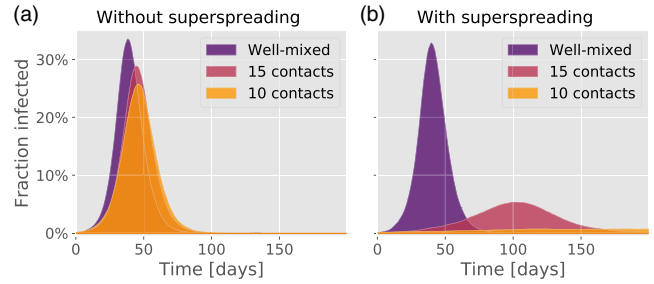 (a) Without superspreading
Well-mixed
15 contacts
10 contacts
Fraction infected
30%
20%
10%
0%
0 50 100 150
Time [days]
(b) With superspreading
Well-mixed
15 contacts
10 contacts
0 50 100 150
Time [days]